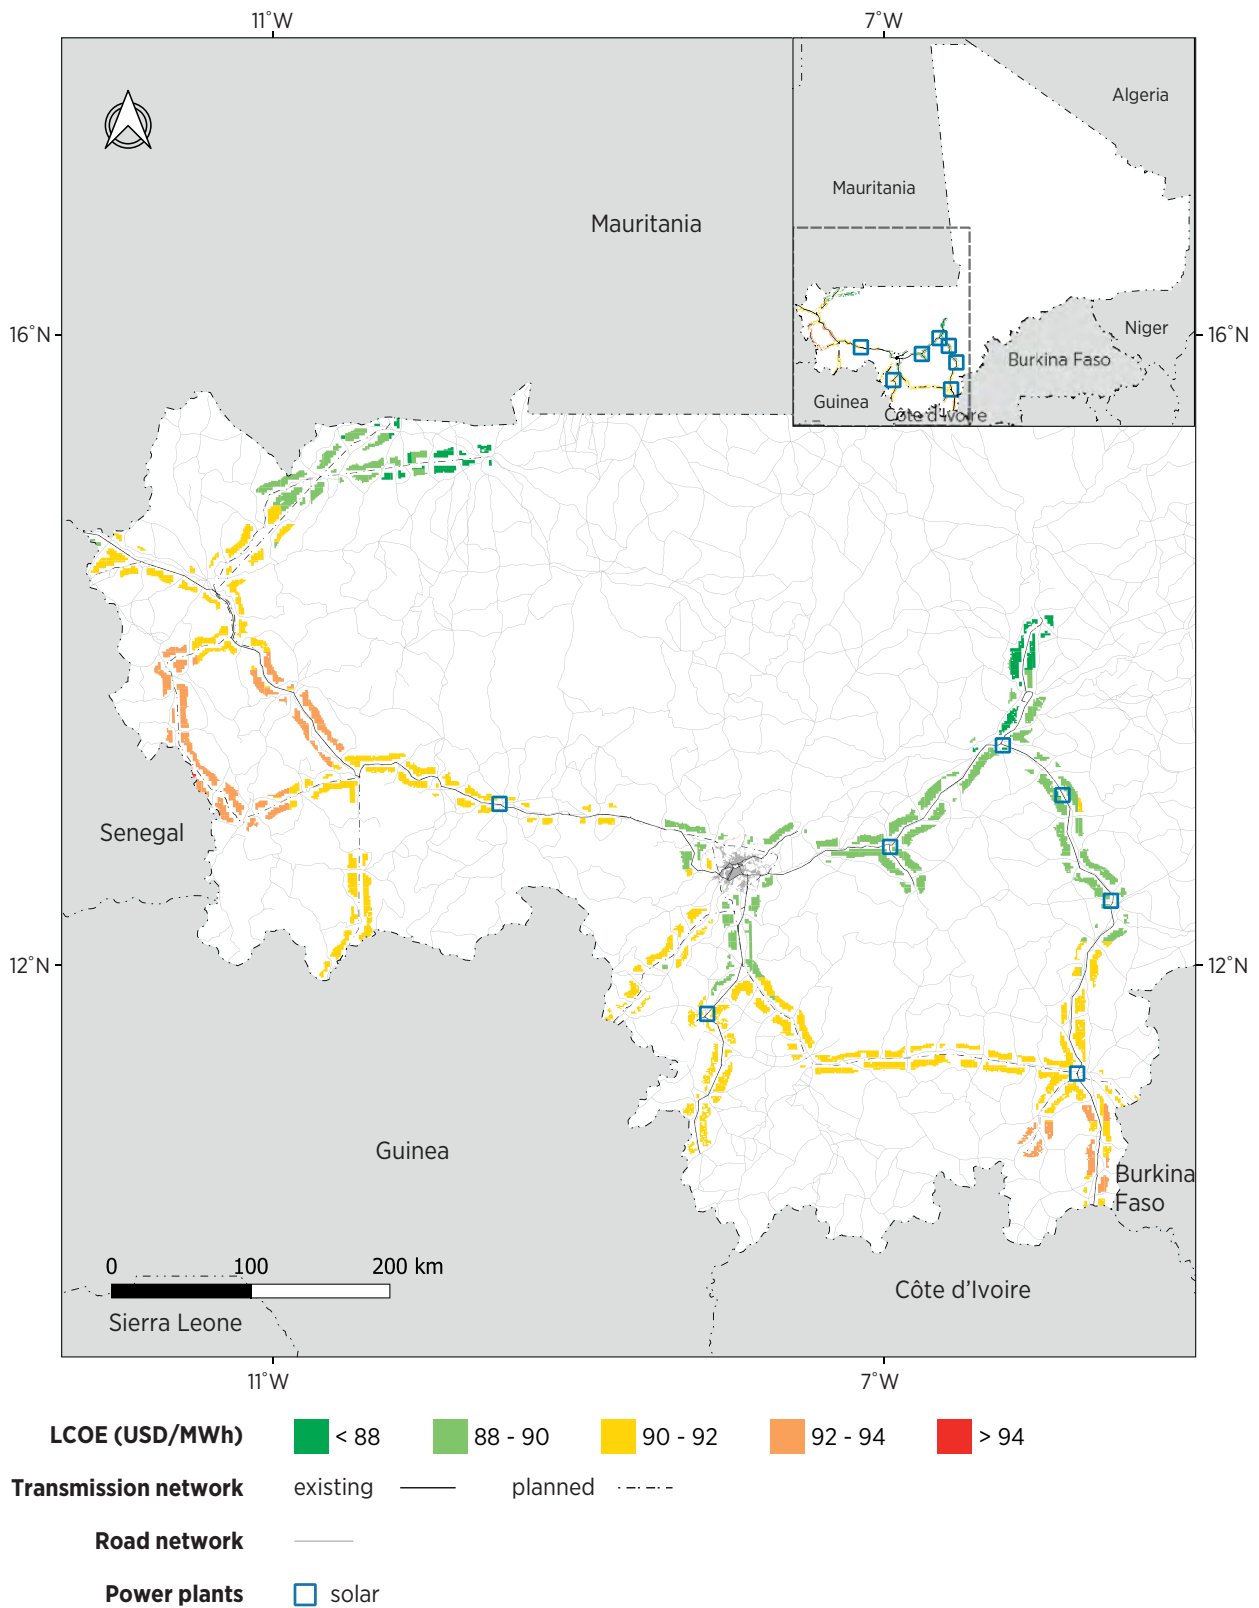 11°W
7°W
Algeria
Mauritania
Mauritania
16°N
16°N
Niger
Burkina Faso
Guinea
Côte d'Ivoire
Senegal
12°N
12°N
Guinea
Burkina
Faso
0 100 200 km
Côte d'Ivoire
Sierra Leone
11°W
7°W
LCOE (USD/MWh) < 88 88 - 90 90 - 92 92 - 94 > 94
Transmission network existing planned
Road network
Power plants solar